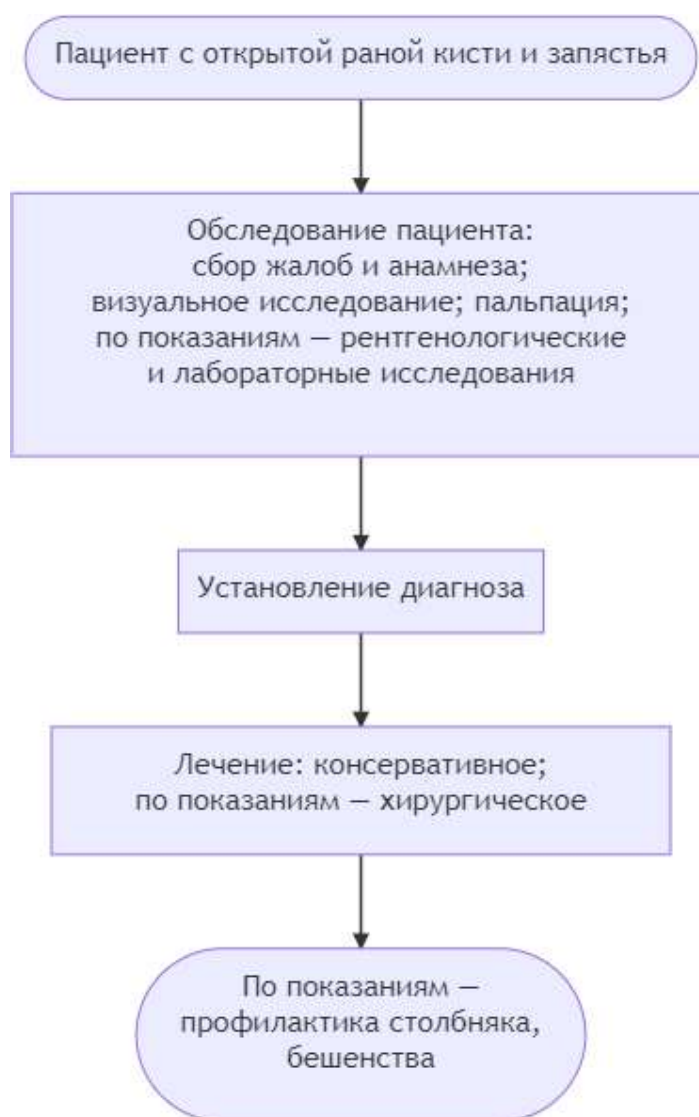 Пациент с открытой раной кисти и запястья
Обследование пациента:
сбор жалоб и анамнеза;
визуальное исследование; пальпация;
по показаниям — рентгенологические
и лабораторные исследования
Установление диагноза
Лечение: консервативное;
по показаниям — хирургическое
По показаниям —
профилактика столбняка,
бешенства